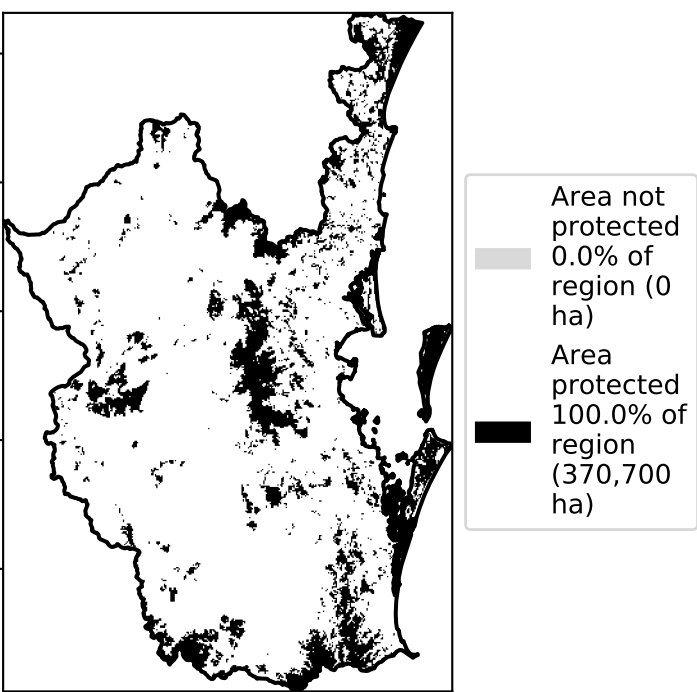 Area not
protected
0.0% of
region (0
ha)
Area
protected
100.0% of
region
(370,700
ha)